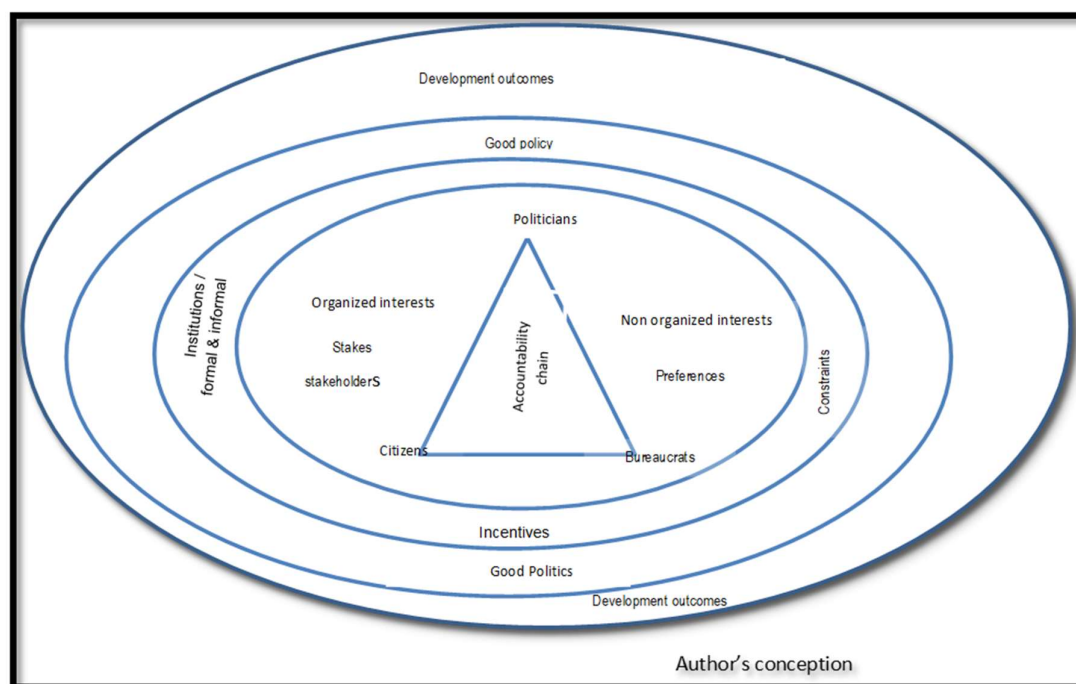 Development outcomes
Good policy
Politicians
Institutions /
formal & informal
Organized interests
Non organized interests
Stakes
Accountability
chain
Preferences
Constraints
stakeholderS
Citizens
Bureaucrats
Incentives
Good Politics
Development outcomes
Author's conception